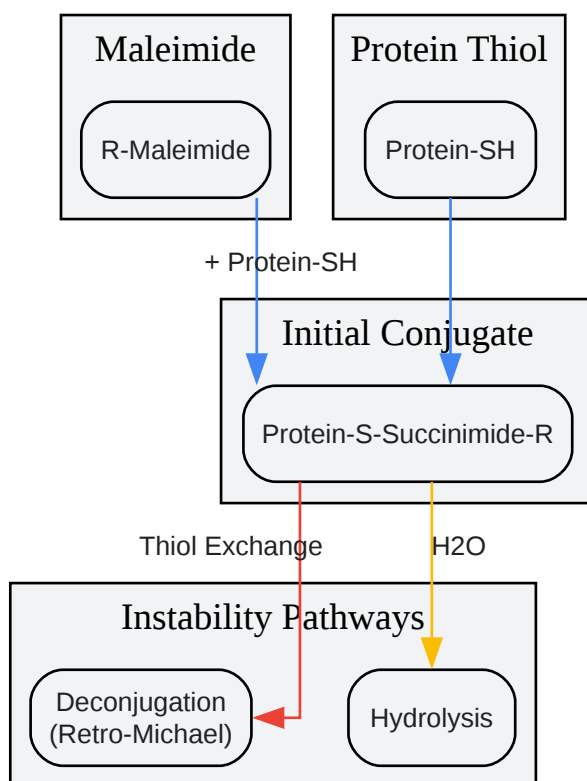 Maleimide
Protein Thiol
R-Maleimide
Protein-SH
+ Protein-SH
Initial Conjugate
Protein-S-Succinimide-R
Thiol Exchange
H2O
Instability Pathways
Deconjugation
(Retro-Michael)
Hydrolysis